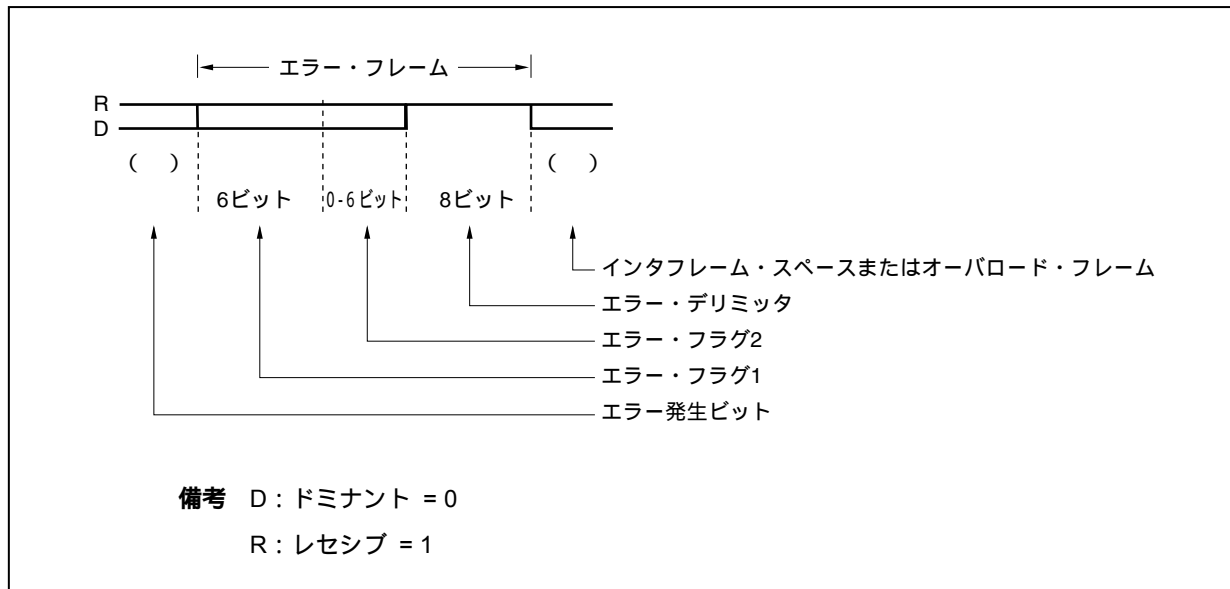 エラー・フレーム
R
D
(　) (　)
6ビット 0-6ビット 8ビット
インタフレーム・スペースまたはオーバロード・フレーム
エラー・デリミッタ
エラー・フラグ2
エラー・フラグ1
エラー発生ビット
備考 D：ドミナント = 0
R：レセシブ = 1